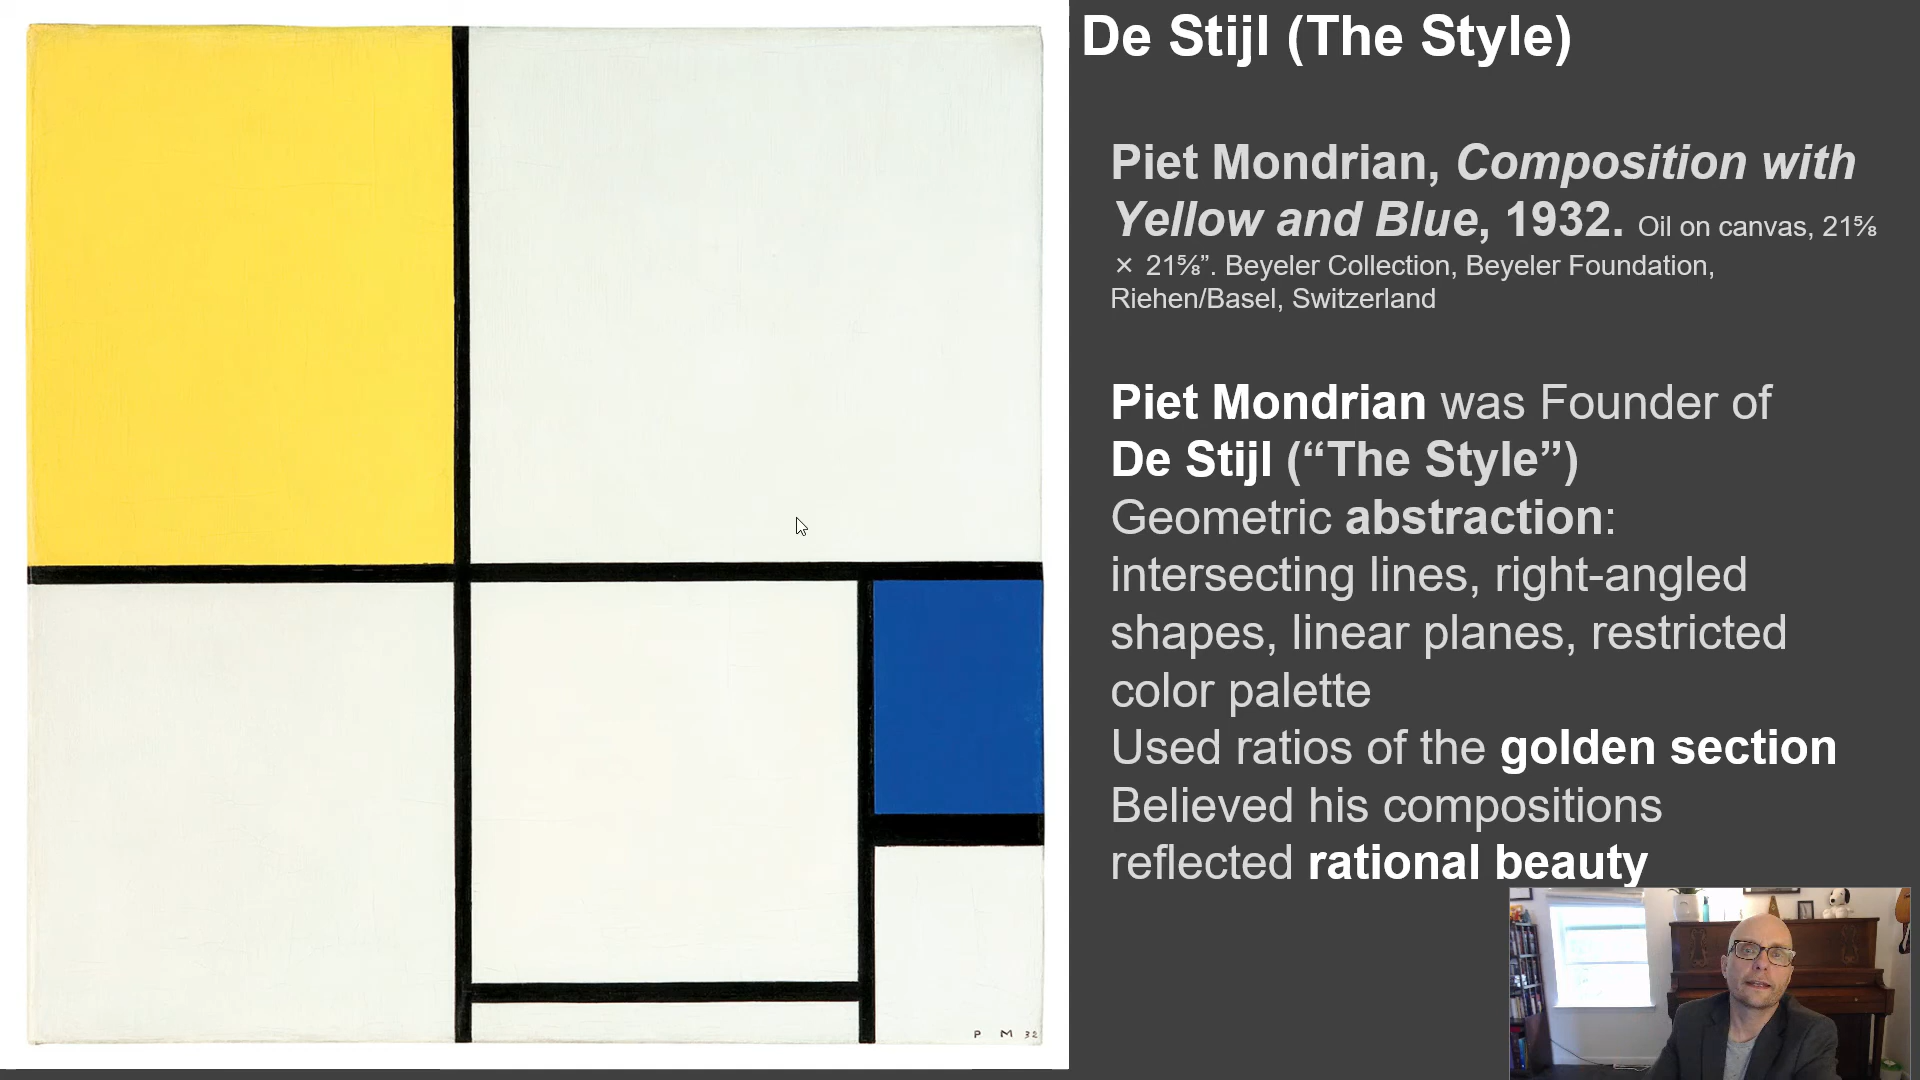 De Stijl (The Style)
Piet Mondrian, Composition with
Yellow and Blue, 1932. Oil on canvas, 21⅝
× 21⅝”. Beyeler Collection, Beyeler Foundation,
Riehen/Basel, Switzerland
Piet Mondrian was Founder of
De Stijl (“The Style”)
Geometric abstraction:
intersecting lines, right-angled
shapes, linear planes, restricted
color palette
Used ratios of the golden section
Believed his compositions
reflected rational beauty
P M 32